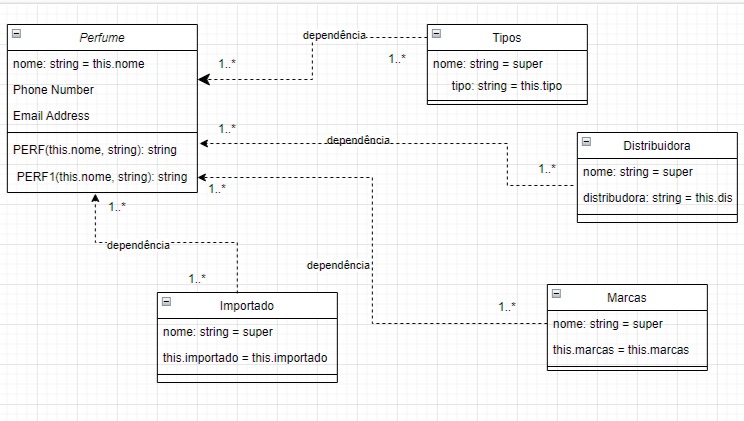 Perfume
nome: string = this.nome
Phone Number
Email Address
PERF(this.nome, string): string
PERF1(this.nome, string): string
dependência
1..*
1..*
Tipos
nome: string = super
tipo: string = this.tipo
1..*
dependência
1..*
Distribuidora
nome: string = super
distribudora: string = this.dis
1..*
dependência
1..*
Marcas
nome: string = super
this.marcas = this.marcas
1..*
dependência
1..*
Importado
nome: string = super
this.importado = this.importado